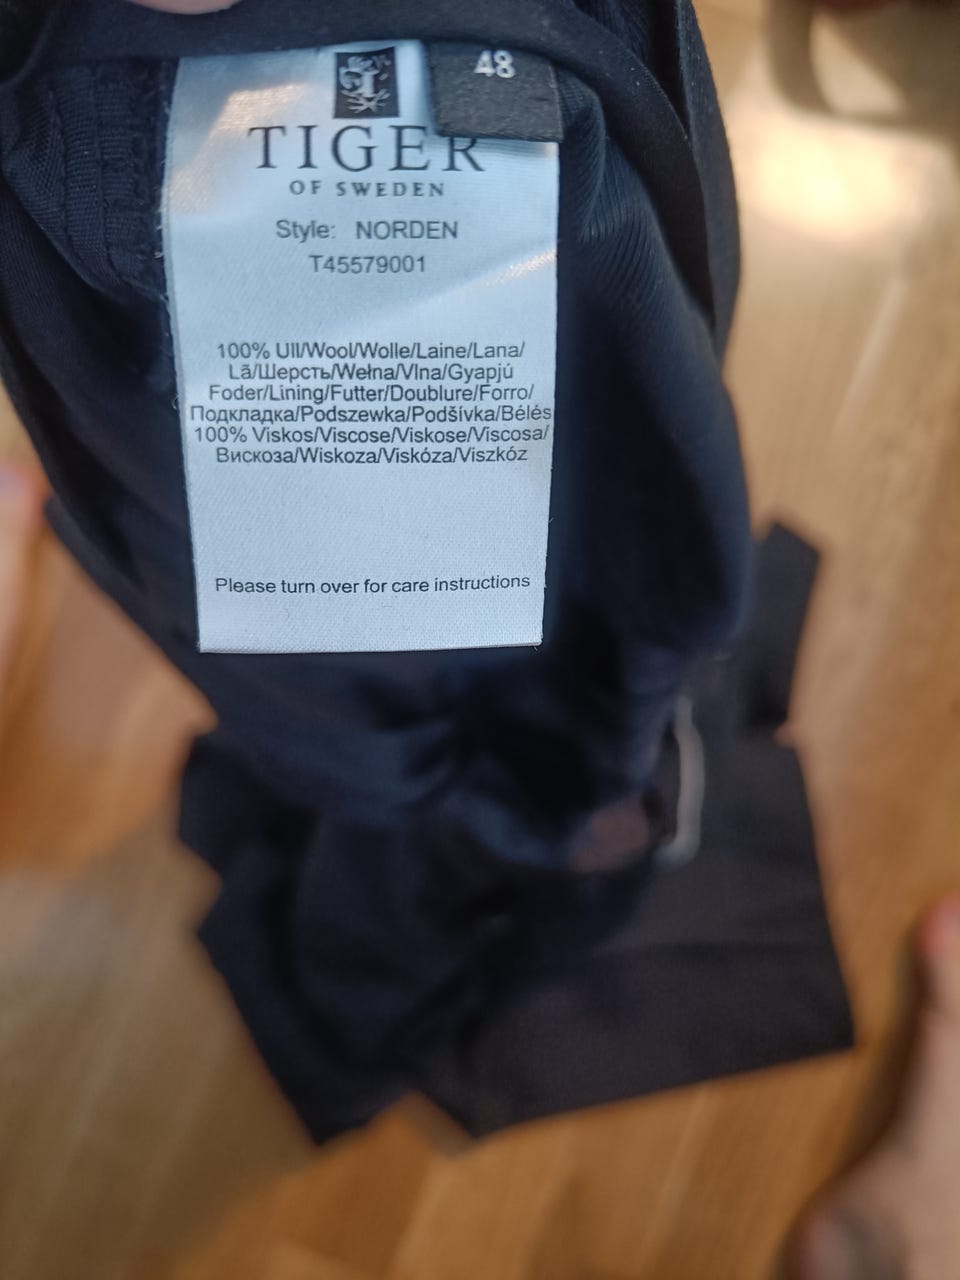 48
TIGER
OF SWEDEN
Style: NORDEN
T45579001
100% Ull/Wool/Wolle/Laine/Lana/
Lã/Шерсть/Wełna/Vlna/Gyapjú
Foder/Lining/Futter/Doublure/Forro/
Подкладка/Podszewka/Podšívka/Bélés
100% Viskos/Viscose/Viskose/Viscosa/
Вискоза/Wiskoza/Viskóza/Viszkóz
Please turn over for care instructions